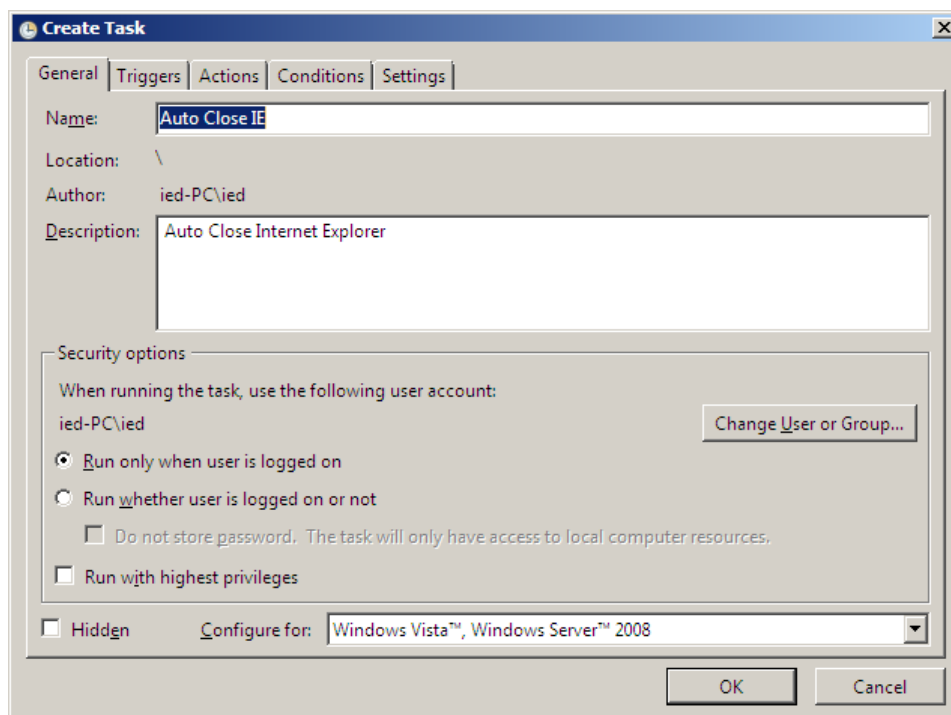 Create Task
General Triggers Actions Conditions Settings
Name: Auto Close IE
Location: \
Author: ied-PC\ied
Description: Auto Close Internet Explorer
Security options
When running the task, use the following user account:
ied-PC\ied Change User or Group...
Run only when user is logged on
Run whether user is logged on or not
Do not store password. The task will only have access to local computer resources.
Run with highest privileges
Hidden Configure for: Windows Vista™, Windows Server™ 2008
OK Cancel